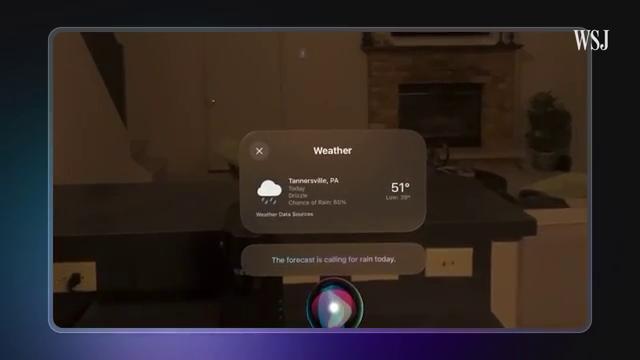 WSJ
Weather
Tannersville, PA
Today
Drizzle
Chance of Rain: 60%
51°
Low: 39°
Weather Data Sources
The forecast is calling for rain today.